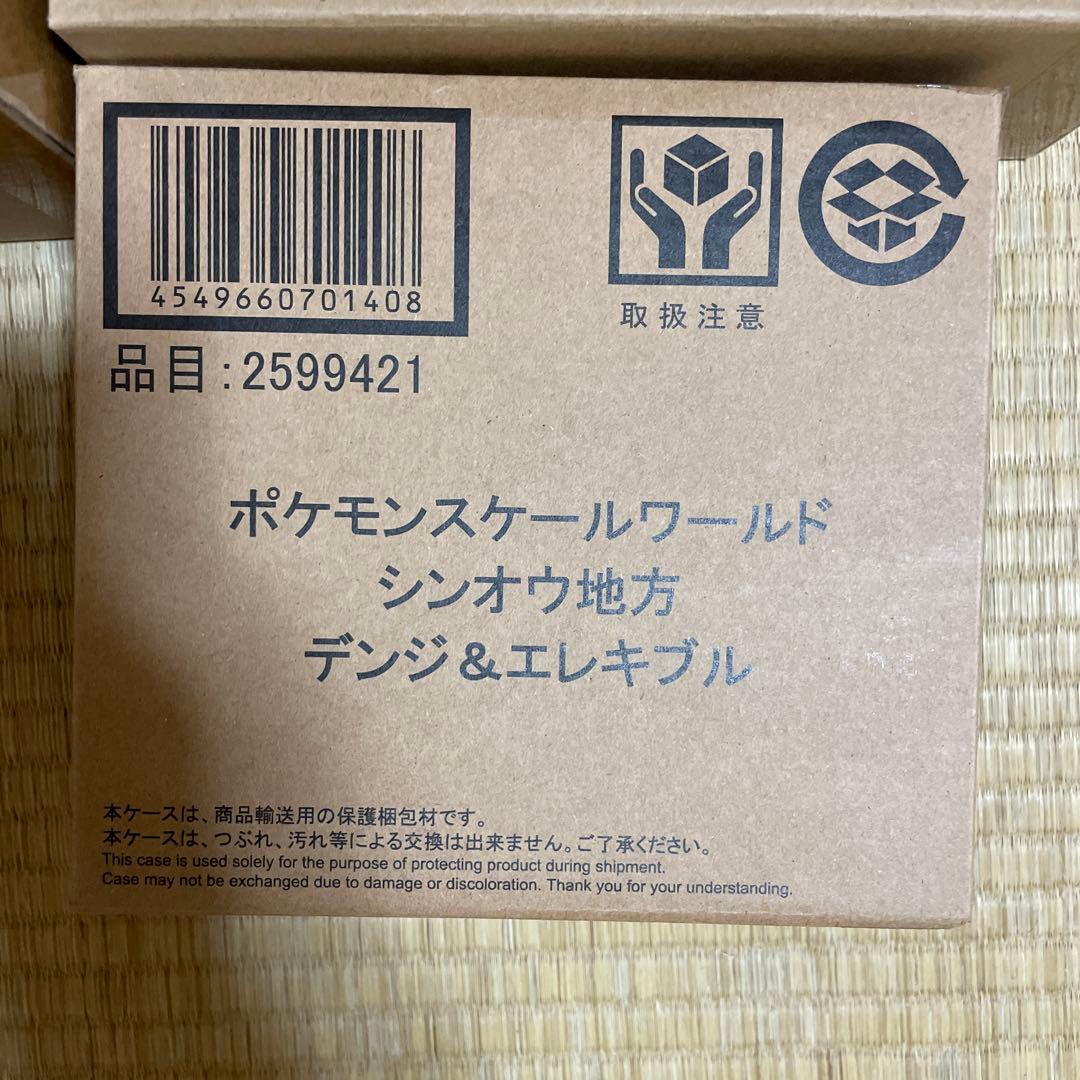 4549660701408
品目:2599421
取扱注意
ポケモンスケールワールド
シンオウ地方
デンジ&エレキブル
本ケースは、商品輸送用の保護梱包材です。
本ケースは、つぶれ、汚れ等による交換は出来ません。ご了承ください。
This case is used solely for the purpose of protecting product during shipment.
Case may not be exchanged due to damage or discoloration. Thank you for your understanding.